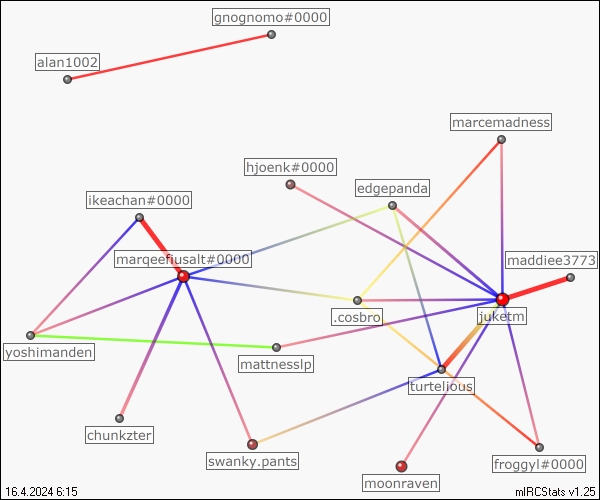 gnognomo#0000
alan1002
marcemadness
hjoenk#0000
edgepanda
ikeachan#0000
marqeefiusalt#0000
maddiee3773
.cosbro
juketm
yoshimanden
mattnesslp
turtelious
chunkzter
swanky.pants
froggyl#0000
moonraven
16.4.2024 6:15
mIRCStats v1.25